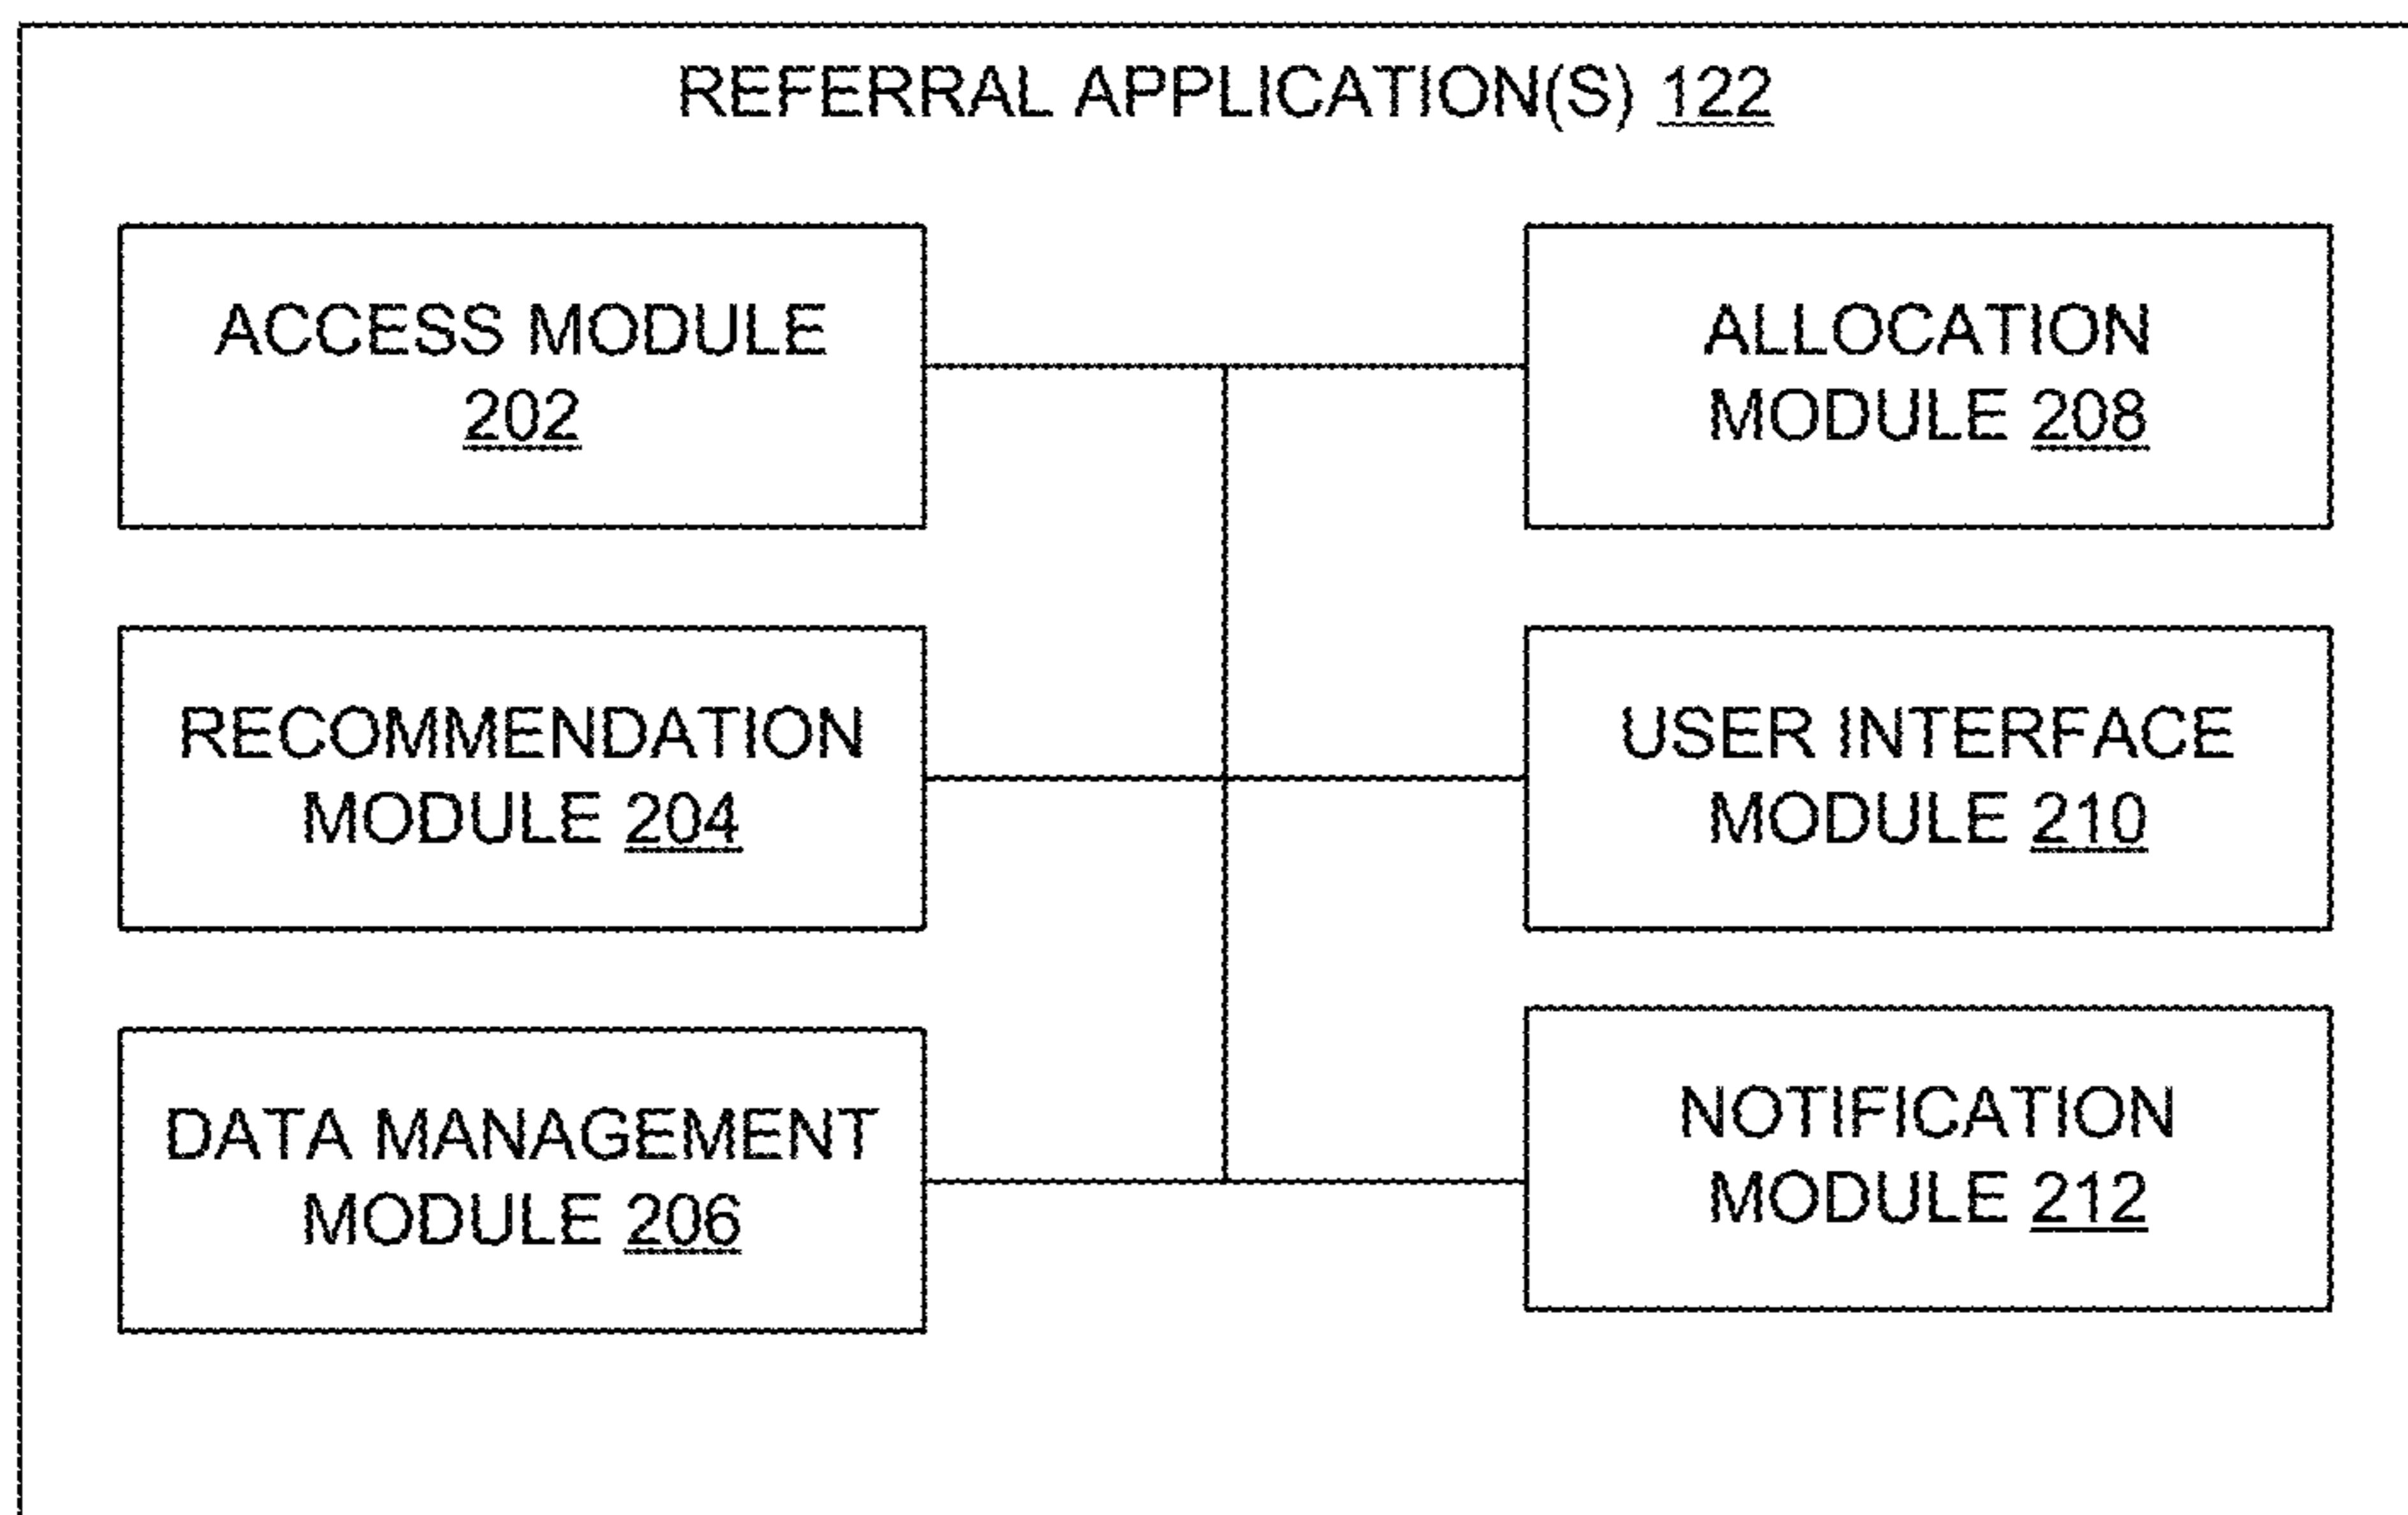 REFERRAL APPLICATION(S) 122
ACCESS MODULE
202
RECOMMENDATION
MODULE 204
DATA MANAGEMENT
MODULE 206
ALLOCATION
MODULE 208
USER INTERFACE
MODULE 210
NOTIFICATION
MODULE 212